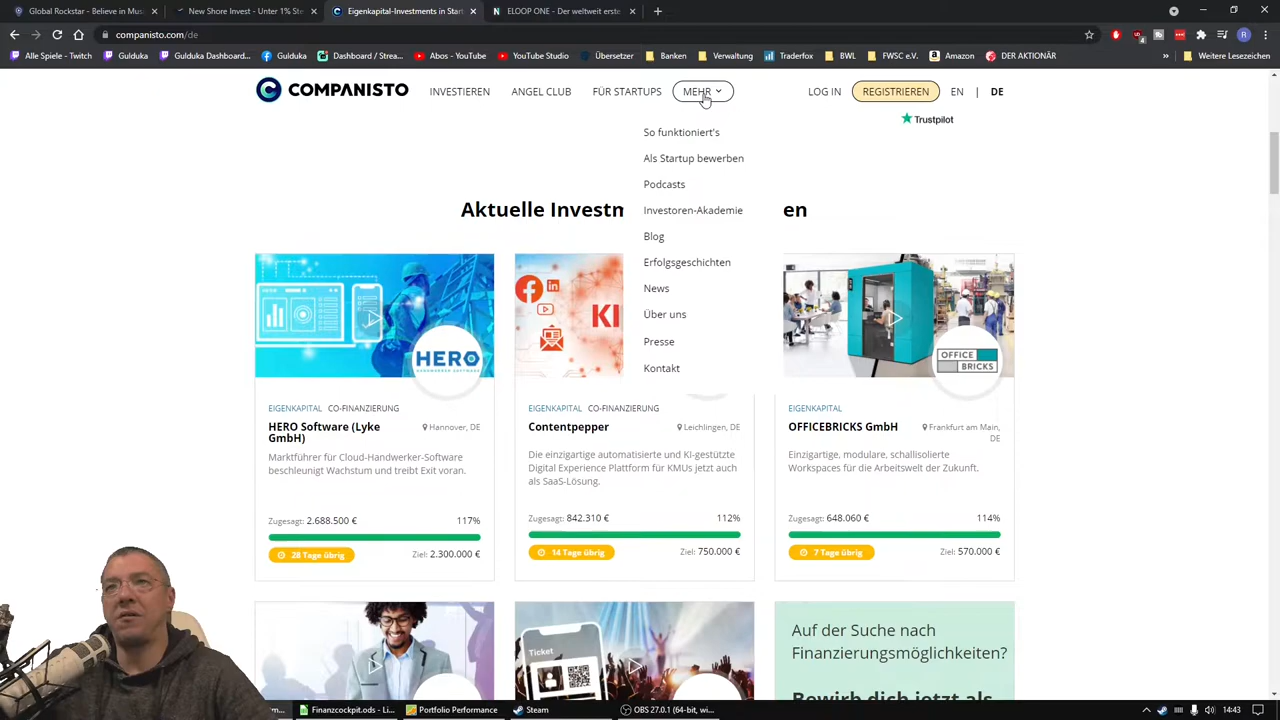 Global Rockstar - Believe in Mus
New Shore Invest - Unter 1% St
Eigenkapital-Investments in Star
ELOOP ONE - Der weltweit erste
companisto.com/de
Alle Spiele - Twitch
Gulduka
Gulduka Dashboard...
Gulduka
Dashboard / Strea...
Abos - YouTube
YouTube Studio
Übersetzer
Banken
Verwaltung
Traderfox
BWL
FWSC e.V.
Amazon
DER AKTIONÄR
Weitere Lesezeichen
COMPANISTO
INVESTIEREN
ANGEL CLUB
FÜR STARTUPS
MEHR
LOG IN
REGISTRIEREN
EN | DE
Trustpilot
So funktioniert's
Als Startup bewerben
Podcasts
Investoren-Akademie
Blog
Erfolgsgeschichten
News
Über uns
Presse
Kontakt
Aktuelle Investm en
HERO
KI
OFFICE
BRICKS
EIGENKAPITAL CO-FINANZIERUNG
HERO Software (Lyke
GmbH)
Hannover, DE
Marktführer für Cloud-Handwerker-Software
beschleunigt Wachstum und treibt Exit voran.
Zugesagt: 2.688.500 € 117%
28 Tage übrig
Ziel: 2.300.000 €
EIGENKAPITAL CO-FINANZIERUNG
Contentpepper
Leichlingen, DE
Die einzigartige automatisierte und KI-gestützte
Digital Experience Plattform für KMUs jetzt auch
als SaaS-Lösung.
Zugesagt: 842.310 € 112%
14 Tage übrig
Ziel: 750.000 €
EIGENKAPITAL
OFFICEBRICKS GmbH
Frankfurt am Main,
DE
Einzigartige, modulare, schallisolierte
Workspaces für die Arbeitswelt der Zukunft.
Zugesagt: 648.060 € 114%
7 Tage übrig
Ziel: 570.000 €
Ticket
Auf der Suche nach
Finanzierungsmöglichkeiten?
Bewirb dich jetzt als
Finanzcockpit.ods - Li...
Portfolio Performance
Steam
OBS 27.0.1 (64-bit, wi...
14:43